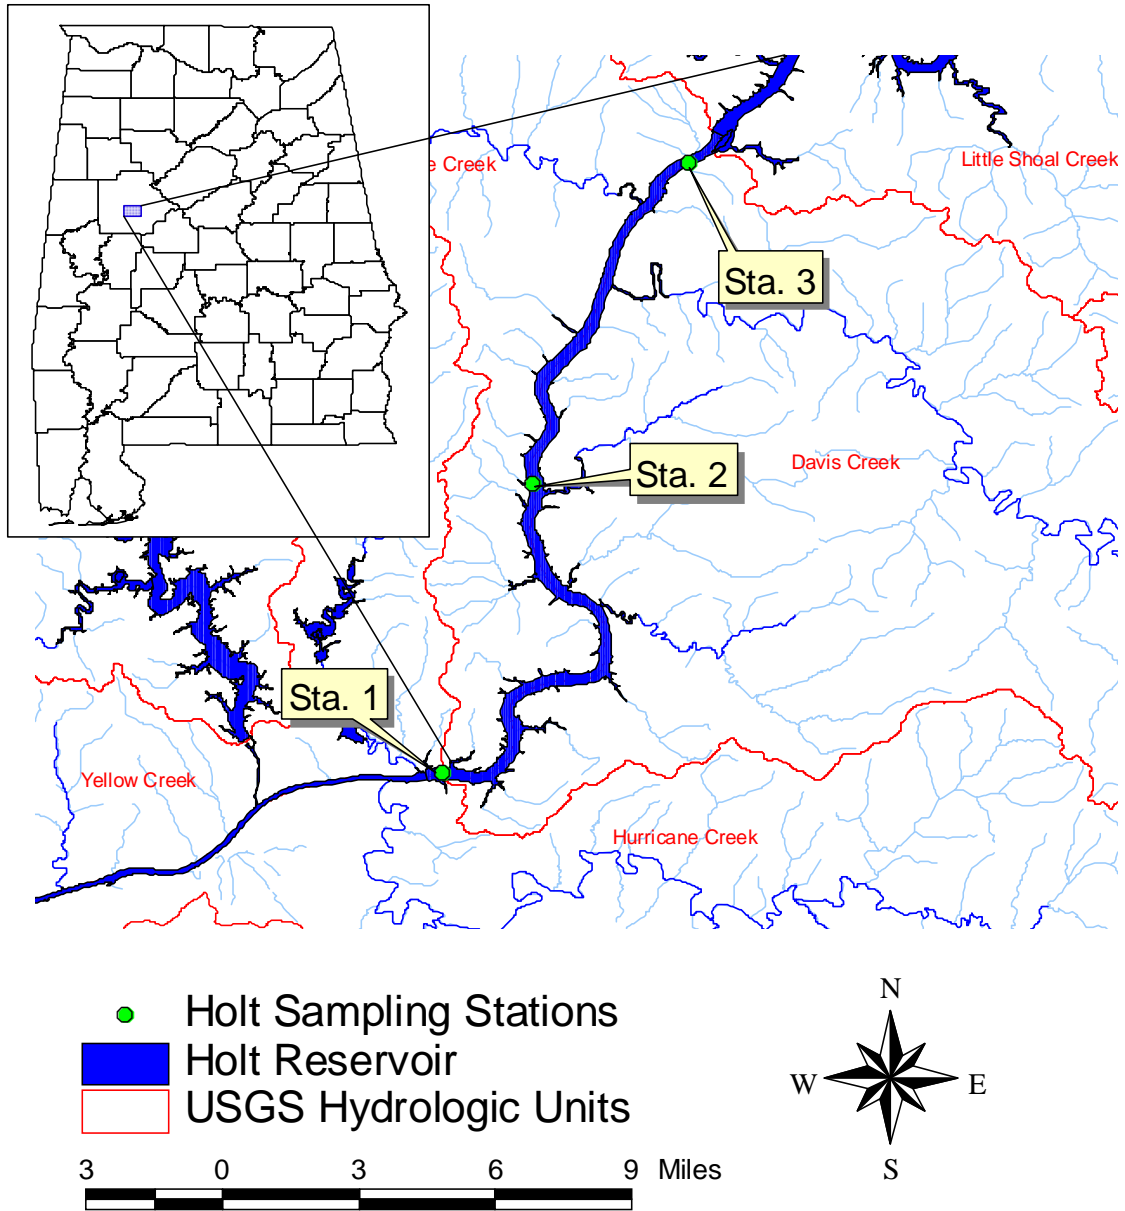 e Creek
Little Shoal Creek
Sta. 3
Davis Creek
Sta. 2
Sta. 1
Yellow Creek
Hurricane Creek
Holt Sampling Stations
Holt Reservoir
USGS Hydrologic Units
N
W
E
S
3 0 3 6 9 Miles